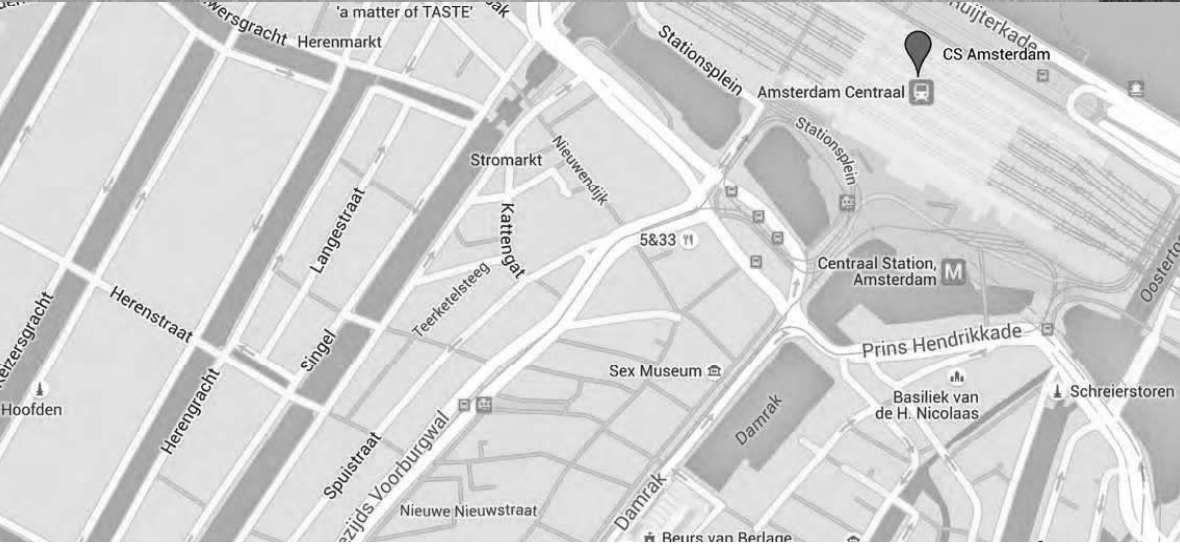 'a matter of TASTE'
Herenmarkt
Stationsplein
CS Amsterdam
Amsterdam Centraal
Stationsplein
Stromarkt
Nieuwendijk
Langestraat
Kattengat
5&33
Centraal Station,
Amsterdam
M
Teerketelsteeg
Herenstraat
Singel
Prins Hendrikkade
Sex Museum
Basiliek van
de H. Nicolaas
Schreierstoren
Hoofden
Herengracht
Damrak
Spuistraat
Nieuwe Nieuwstraat
Damrak
Beurs van Berlage